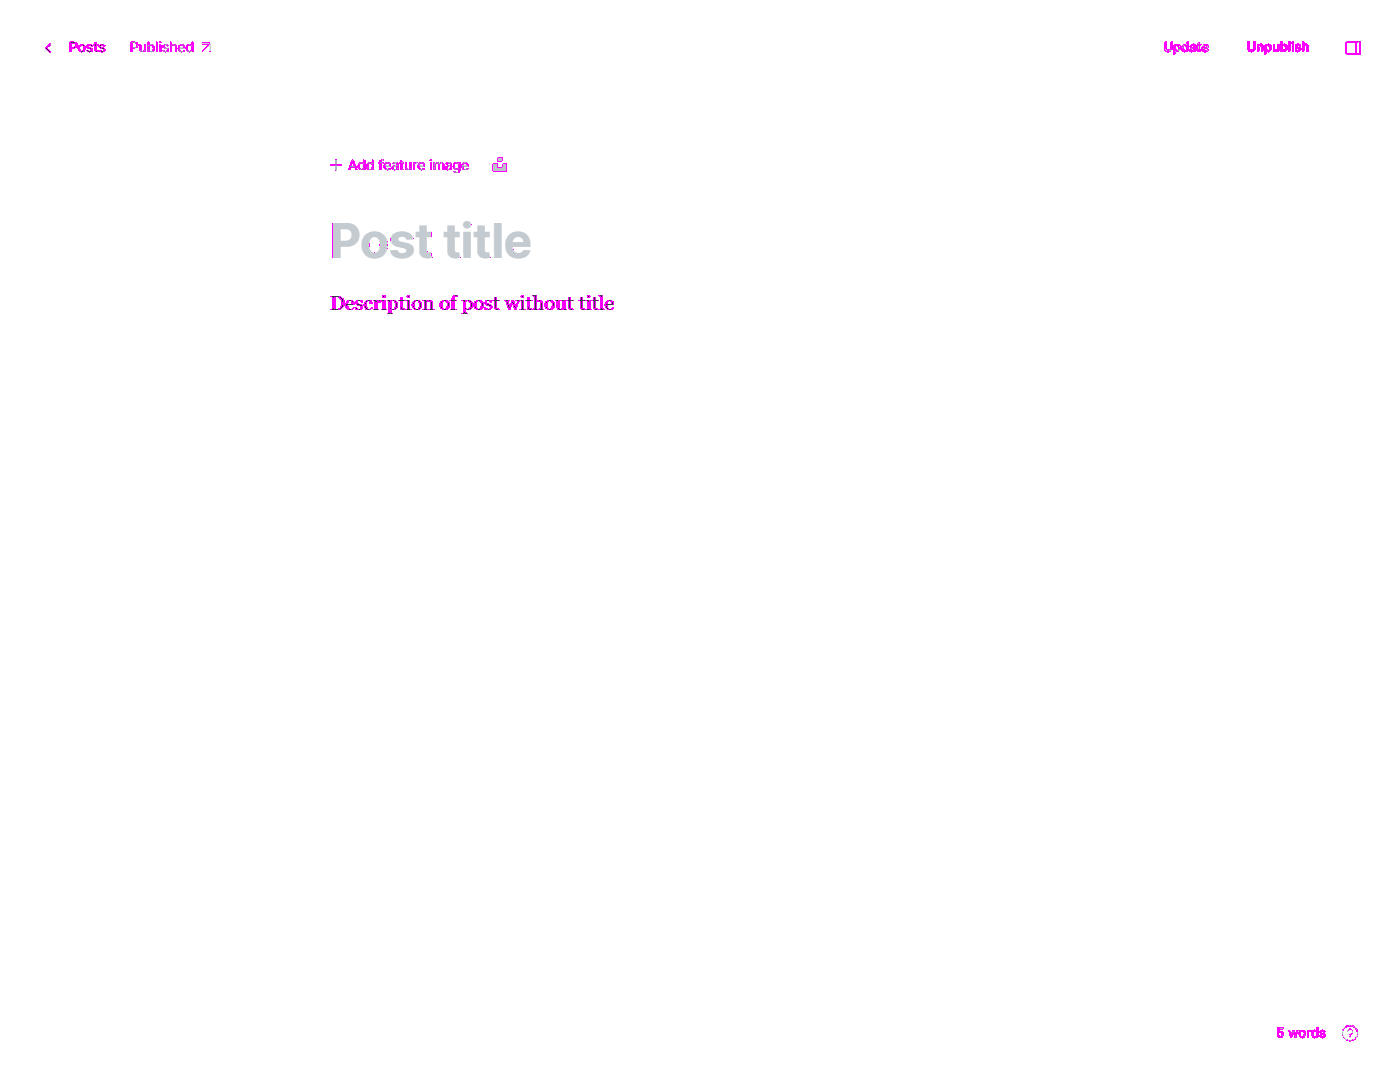 Posts Published
Update Unpublish
Add feature image
Post title
Description of post without title
5 words